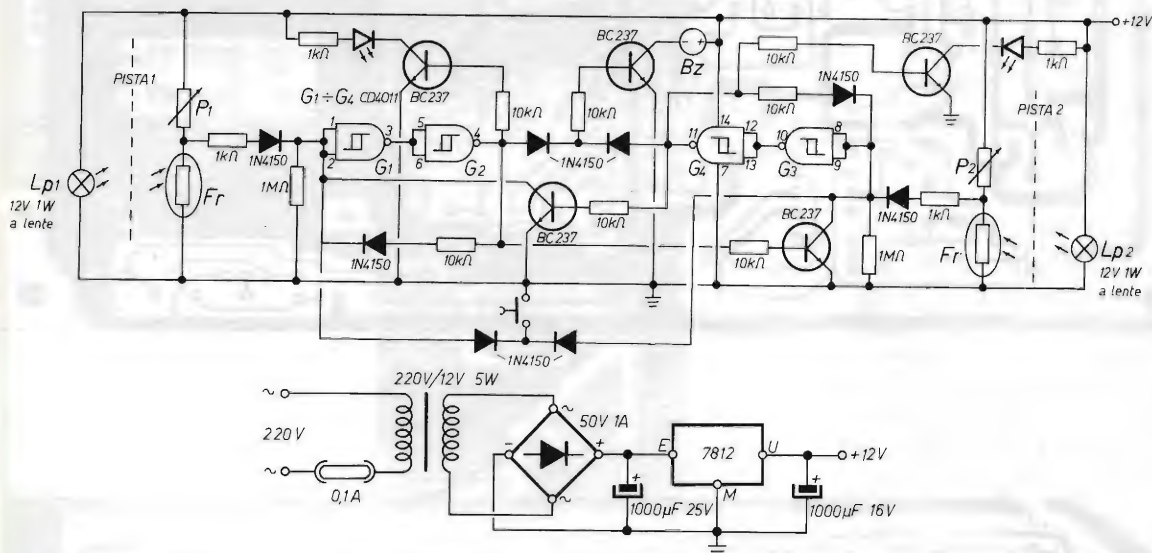 +12V
PISTA 1
P1
1kΩ
BC237
G1÷G4 CD4011
10kΩ
BC237
10kΩ
- +
Bz
10kΩ
10kΩ
1N4150
BC237
1kΩ
PISTA 2
P2
Lp1
12V 1W
a lente
Fr
1kΩ
1N4150
1MΩ
1
2
3
G1
5
6
4
G2
1N4150
11
14
7
12
13
G4
10
8
9
G3
BC237
10kΩ
1N4150
10kΩ
10kΩ
BC237
1N4150
1kΩ
1MΩ
Fr
Lp2
12V 1W
a lente
1N4150
220V/12V 5W
~
220V
~
0,1A
50V 1A
~
-
+
~
E
7812
U
M
+12V
+
1000µF 25V
+
1000µF 16V